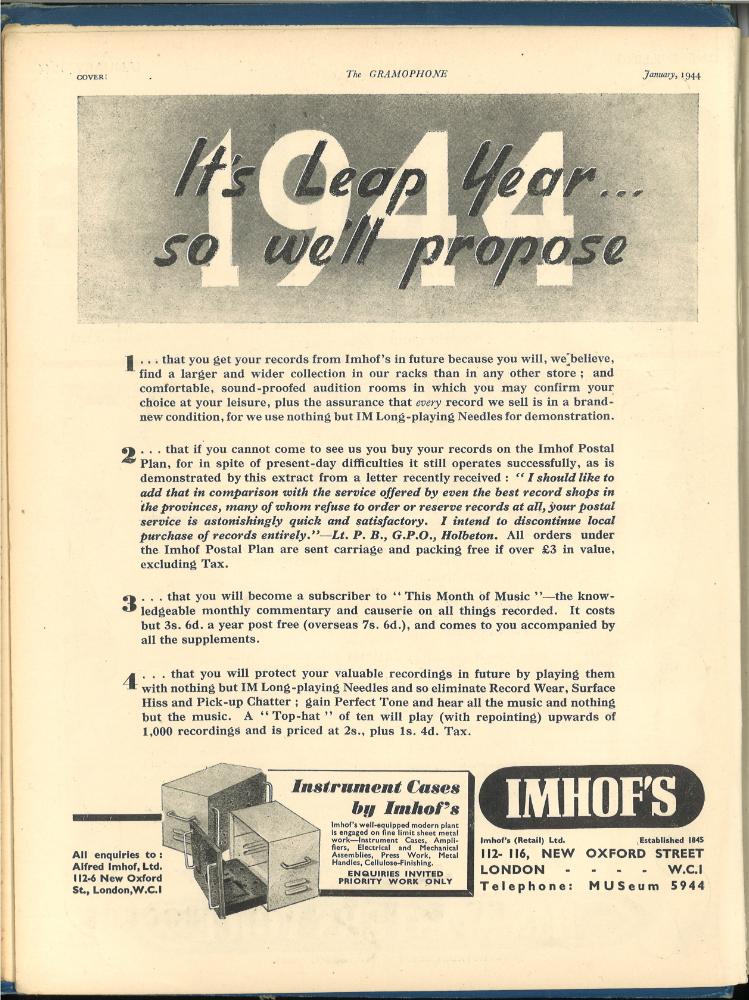 COVER:
The GRAMOPHONE
January, 1944
1944
It's Leap Year...
so we'll propose
1 . . . that you get your records from Imhof's in future because you will, we believe,
find a larger and wider collection in our racks than in any other store ; and
comfortable, sound-proofed audition rooms in which you may confirm your
choice at your leisure, plus the assurance that every record we sell is in a brand-
new condition, for we use nothing but IM Long-playing Needles for demonstration.
2 . . . that if you cannot come to see us you buy your records on the Imhof Postal
Plan, for in spite of present-day difficulties it still operates successfully, as is
demonstrated by this extract from a letter recently received : " I should like to
add that in comparison with the service offered by even the best record shops in
the provinces, many of whom refuse to order or reserve records at all, your postal
service is astonishingly quick and satisfactory. I intend to discontinue local
purchase of records entirely."—Lt. P. B., G.P.O., Holbeton. All orders under
the Imhof Postal Plan are sent carriage and packing free if over £3 in value,
excluding Tax.
3 . . . that you will become a subscriber to " This Month of Music "—the know-
ledgeable monthly commentary and causerie on all things recorded. It costs
but 3s. 6d. a year post free (overseas 7s. 6d.), and comes to you accompanied by
all the supplements.
4 . . . that you will protect your valuable recordings in future by playing them
with nothing but IM Long-playing Needles and so eliminate Record Wear, Surface
Hiss and Pick-up Chatter ; gain Perfect Tone and hear all the music and nothing
but the music. A " Top-hat " of ten will play (with repointing) upwards of
1,000 recordings and is priced at 2s., plus 1s. 4d. Tax.
All enquiries to :
Alfred Imhof, Ltd.
112-6 New Oxford
St., London, W.C.1
Instrument Cases
by Imhof's
Imhof's well-equipped modern plant
is engaged on fine limit sheet metal
work—Instrument Cases, Ampli-
fiers, Electrical and Mechanical
Assemblies, Press Work, Metal
Handles, Cellulose-Finishing.
ENQUIRIES INVITED
PRIORITY WORK ONLY
IMHOF'S
Imhof's (Retail) Ltd. Established 1845
112-116, NEW OXFORD STREET
LONDON - - - - W.C.1
Telephone: MUSeum 5944